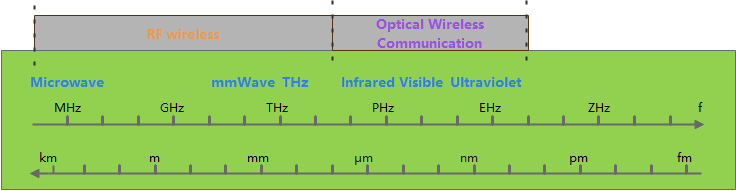 RF wireless
Optical Wireless
Communication
Microwave mmWave THz Infrared Visible Ultraviolet
MHz GHz THz PHz EHz ZHz f
km m mm µm nm pm fm